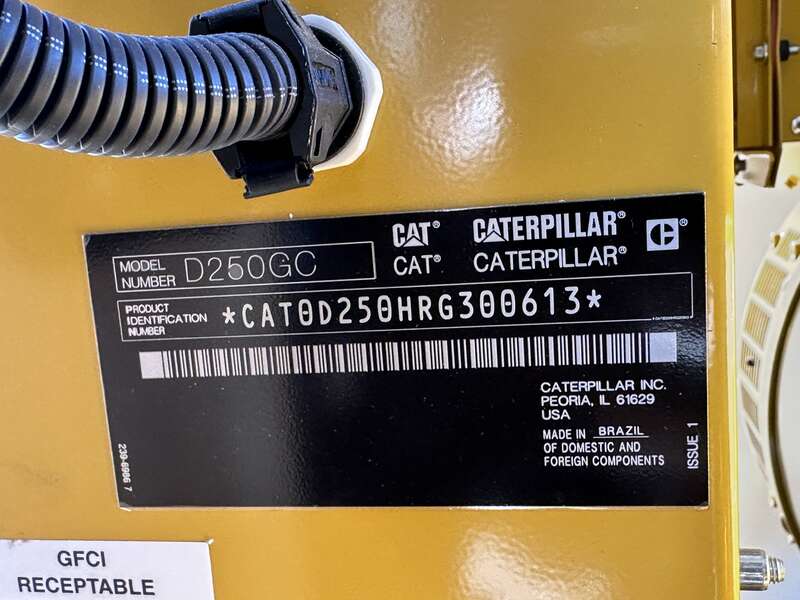 CAT® CATERPILLAR®
CAT® CATERPILLAR®
MODEL
NUMBER
D250GC
PRODUCT
IDENTIFICATION
NUMBER
*CAT0D250HRG300613*
CATERPILLAR INC.
PEORIA, IL 61629
USA
MADE IN BRAZIL
OF DOMESTIC AND
FOREIGN COMPONENTS
ISSUE 1
239-6966 7
GFCI
RECEPTABLE